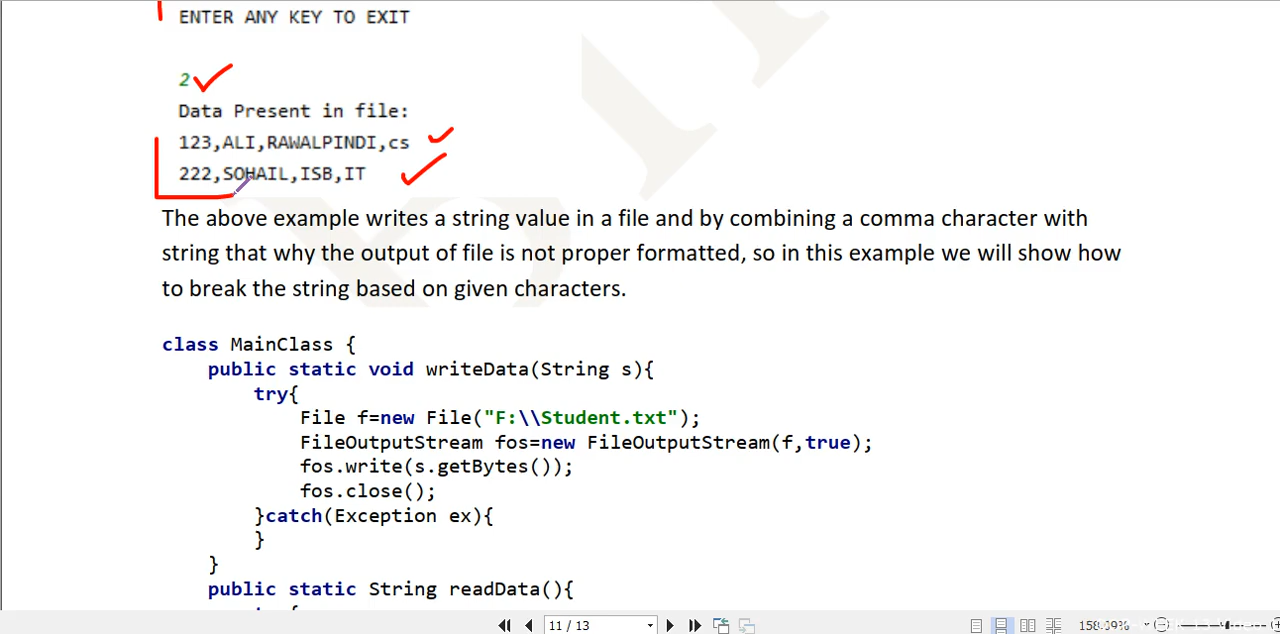 ENTER ANY KEY TO EXIT
2
Data Present in file:
123,ALI,RAWALPINDI,cs
222,SOHAIL,ISB,IT
The above example writes a string value in a file and by combining a comma character with
string that why the output of file is not proper formatted, so in this example we will show how
to break the string based on given characters.
class MainClass {
public static void writeData(String s){
try{
File f=new File("F:\\Student.txt");
FileOutputStream fos=new FileOutputStream(f,true);
fos.write(s.getBytes());
fos.close();
}catch(Exception ex){
}
}
public static String readData(){
11 / 13